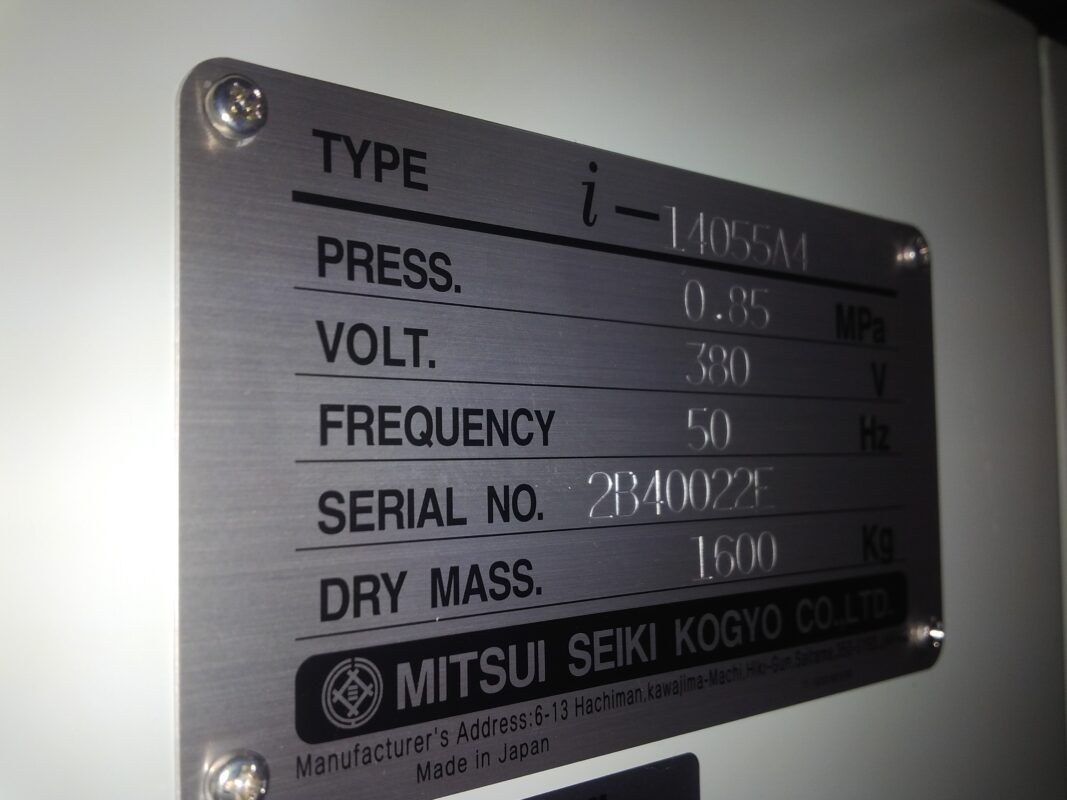 TYPE i-14055A4
PRESS. 0.85 MPa
VOLT. 380 V
FREQUENCY 50 Hz
SERIAL NO. 2B40022E
DRY MASS. 1600 Kg
MITSUI SEIKI KOGYO CO.,LTD.
Manufacturer's Address:6-13 Hachiman,kawajima-Machi,Hiki-Gun,Saitama,
Made in Japan